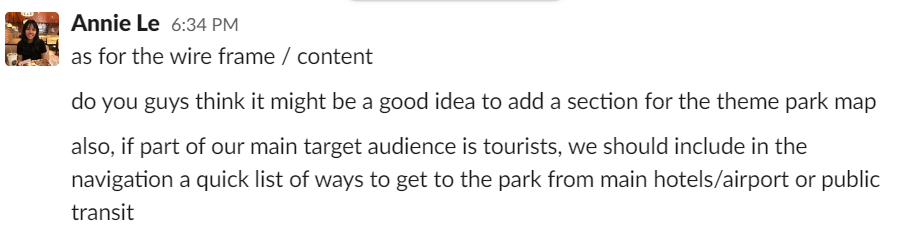 Annie Le 6:34 PM
as for the wire frame / content
do you guys think it might be a good idea to add a section for the theme park map
also, if part of our main target audience is tourists, we should include in the
navigation a quick list of ways to get to the park from main hotels/airport or public
transit